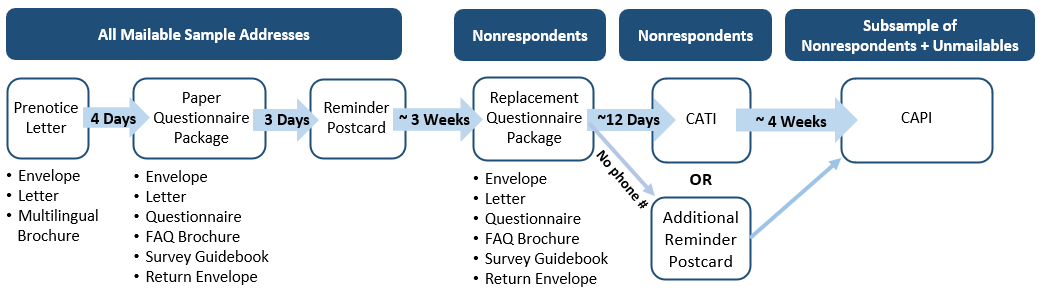 All Mailable Sample Addresses
Nonrespondents
Nonrespondents
Subsample of
Nonrespondents + Unmailables
Prenotice
Letter
4 Days
Paper
Questionnaire
Package
3 Days
Reminder
Postcard
~ 3 Weeks
Replacement
Questionnaire
Package
~12 Days
CATI
~ 4 Weeks
CAPI
• Envelope
• Letter
• Multilingual
Brochure
• Envelope
• Letter
• Questionnaire
• FAQ Brochure
• Survey Guidebook
• Return Envelope
• Envelope
• Letter
• Questionnaire
• FAQ Brochure
• Survey Guidebook
• Return Envelope
No phone #
OR
Additional
Reminder
Postcard